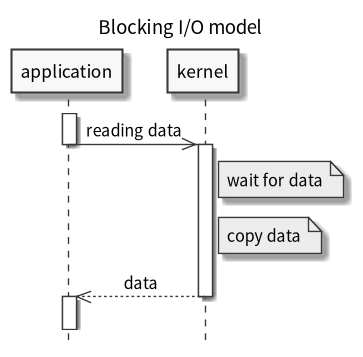 Blocking I/O model
application
kernel
reading data
wait for data
copy data
data